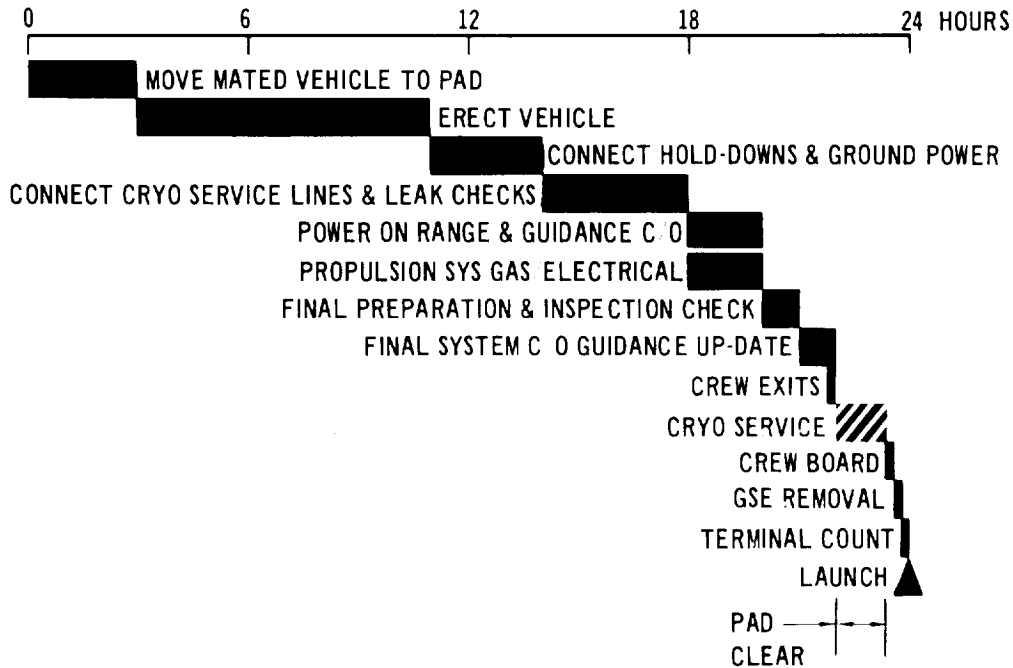 0 6 12 18 24 HOURS
MOVE MATED VEHICLE TO PAD
ERECT VEHICLE
CONNECT HOLD-DOWNS & GROUND POWER
CONNECT CRYO SERVICE LINES & LEAK CHECKS
POWER ON RANGE & GUIDANCE C/O
PROPULSION SYS GAS/ELECTRICAL
FINAL PREPARATION & INSPECTION CHECK
FINAL SYSTEM C O GUIDANCE UP-DATE
CREW EXITS
CRYO SERVICE
CREW BOARD
GSE REMOVAL
TERMINAL COUNT
LAUNCH
PAD
CLEAR